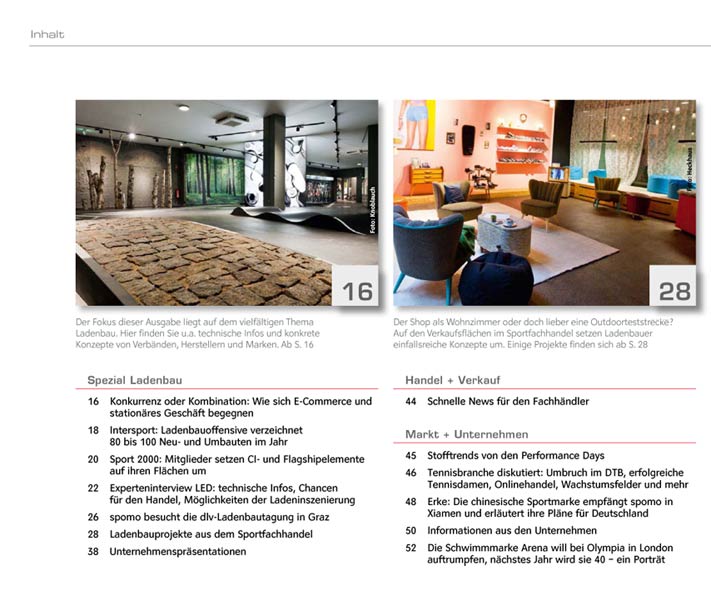 Inhalt
Foto: Knoblauch
16
Foto: Heckhaus
28
Der Fokus dieser Ausgabe liegt auf dem vielfältigen Thema
Ladenbau. Hier finden Sie u.a. technische Infos und konkrete
Konzepte von Verbänden, Herstellern und Marken. Ab S. 16
Der Shop als Wohnzimmer oder doch lieber eine Outdoorteststrecke?
Auf den Verkaufsflächen im Sportfachhandel setzen Ladenbauer
einfallsreiche Konzepte um. Einige Projekte finden sich ab S. 28
Spezial Ladenbau
16 Konkurrenz oder Kombination: Wie sich E-Commerce und
stationäres Geschäft begegnen
18 Intersport: Ladenbauoffensive verzeichnet
80 bis 100 Neu- und Umbauten im Jahr
20 Sport 2000: Mitglieder setzen CI- und Flagshipelemente
auf ihren Flächen um
22 Experteninterview LED: technische Infos, Chancen
für den Handel, Möglichkeiten der Ladeninszenierung
26 spomo besucht die dlv-Ladenbautagung in Graz
28 Ladenbauprojekte aus dem Sportfachhandel
38 Unternehmenspräsentationen
Handel + Verkauf
44 Schnelle News für den Fachhändler
Markt + Unternehmen
45 Stofftrends von den Performance Days
46 Tennisbranche diskutiert: Umbruch im DTB, erfolgreiche
Tennisdamen, Onlinehandel, Wachstumsfelder und mehr
48 Erke: Die chinesische Sportmarke empfängt spomo in
Xiamen und erläutert ihre Pläne für Deutschland
50 Informationen aus den Unternehmen
52 Die Schwimmmarke Arena will bei Olympia in London
auftrumpfen, nächstes Jahr wird sie 40 – ein Porträt